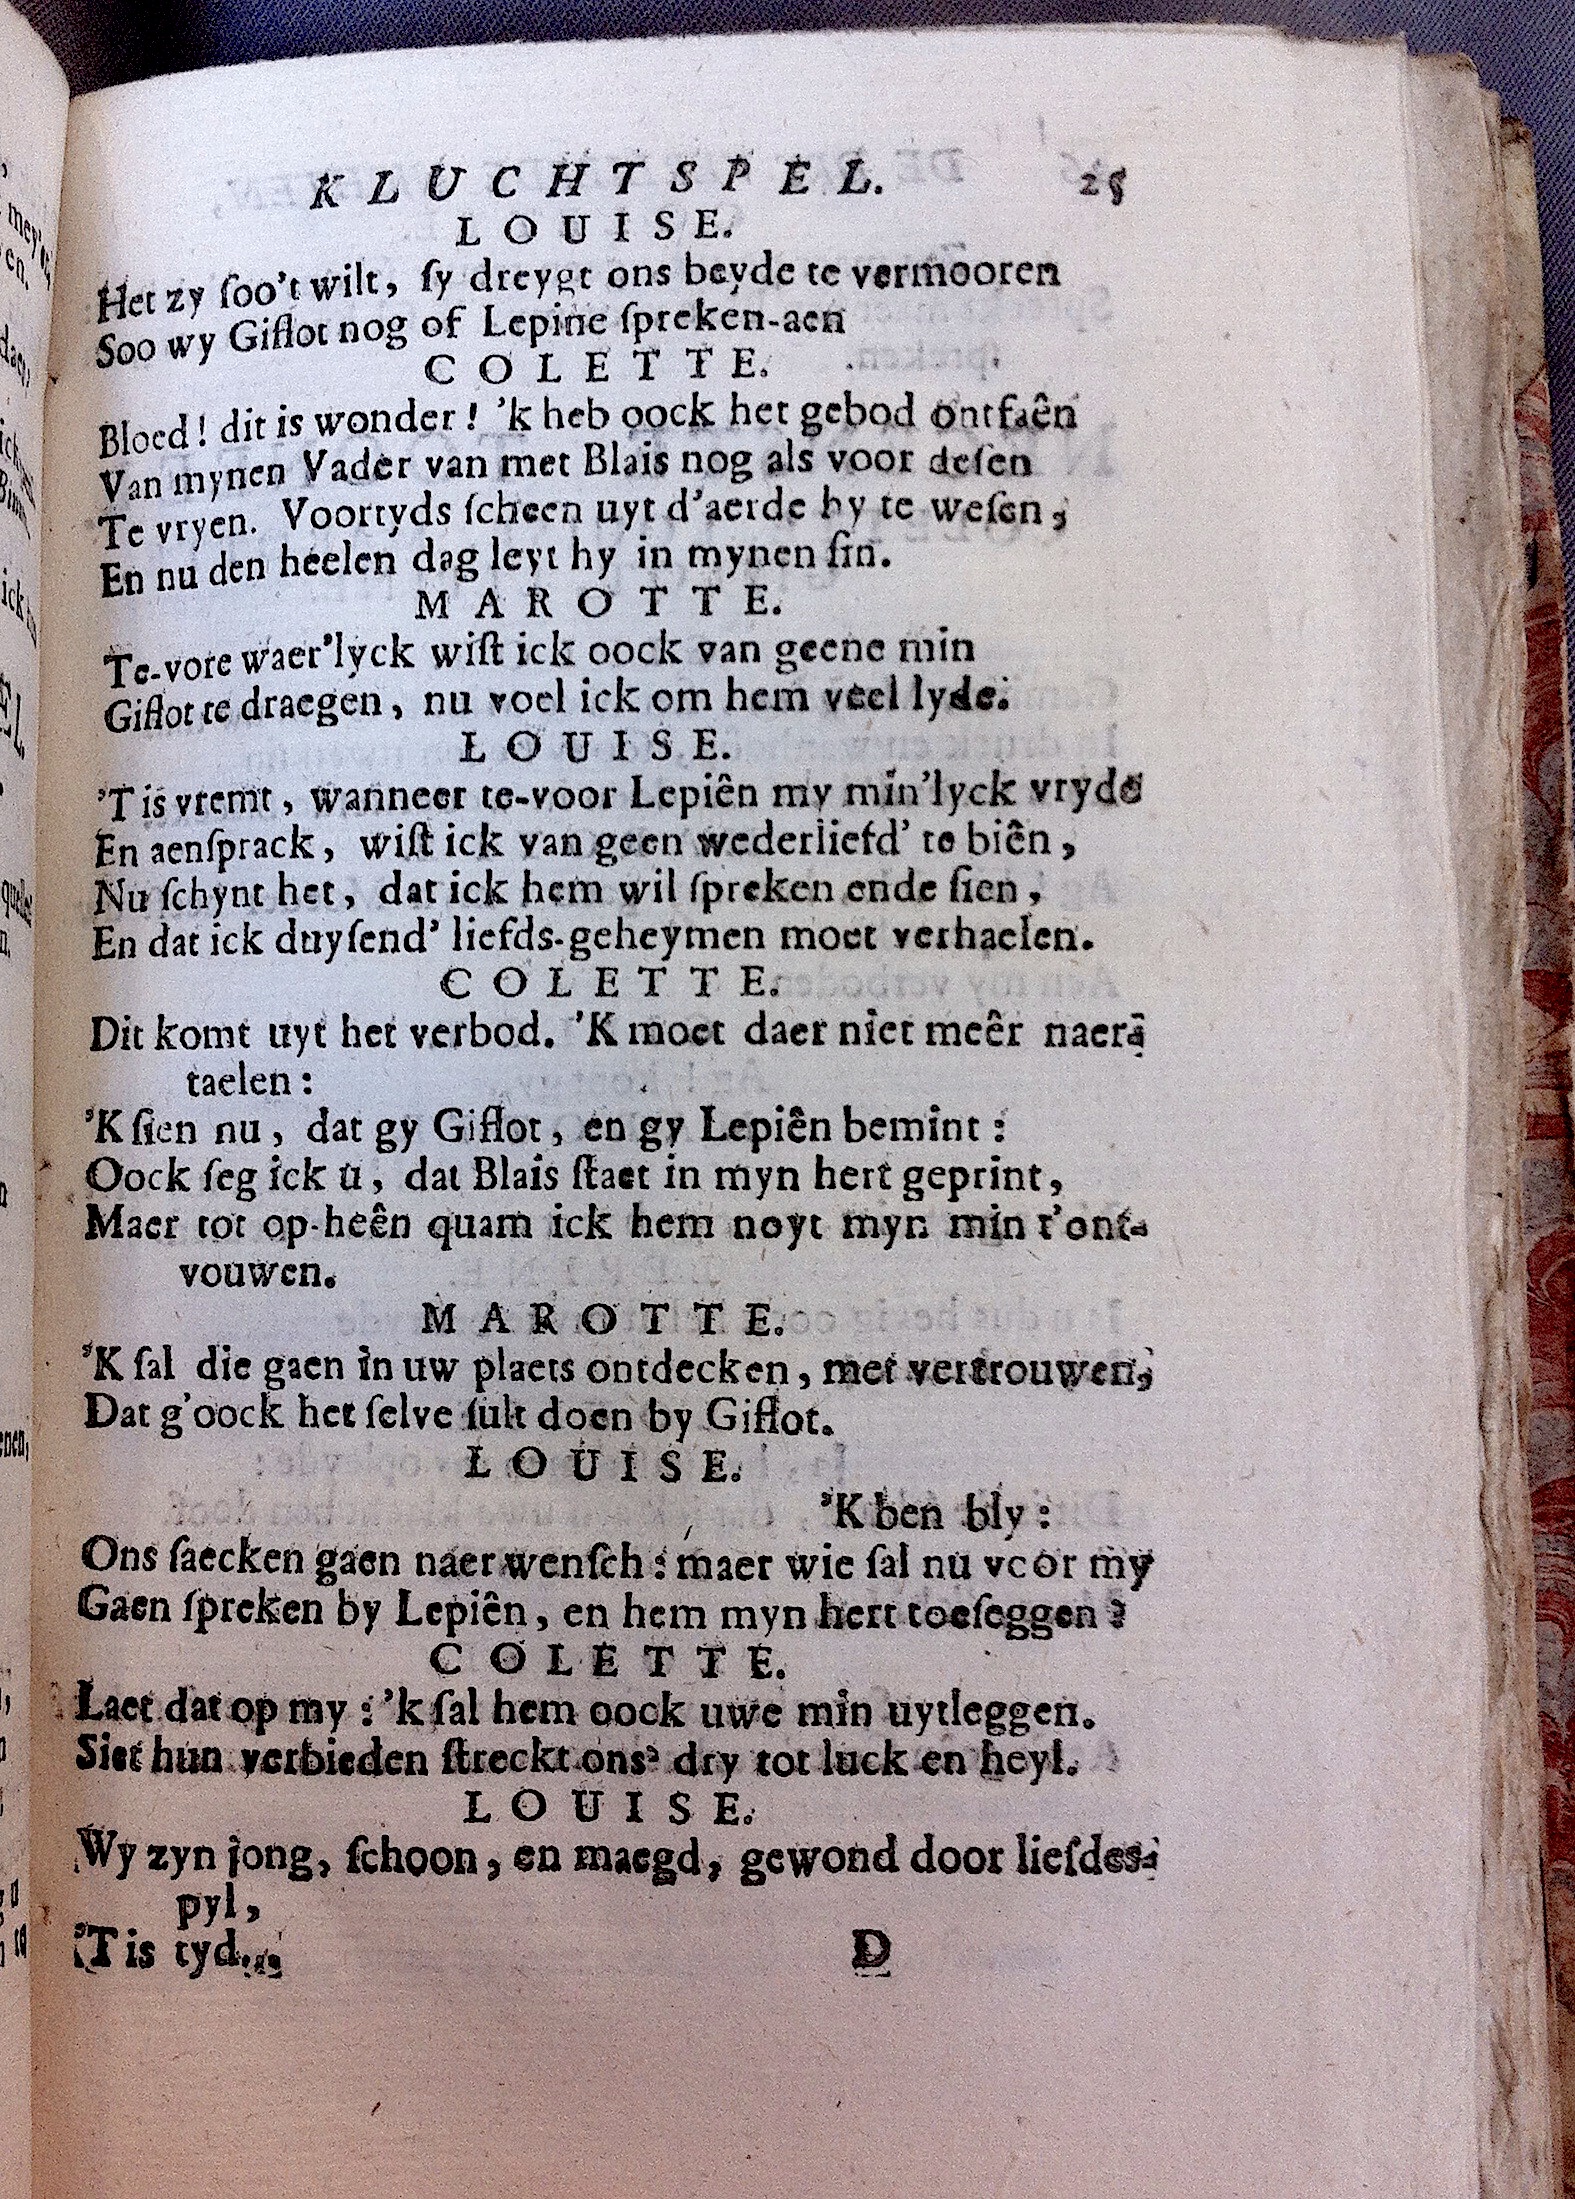 KLUCHTSPEL. 25
LOUISE.
Het zy ſoo't wilt, ſy dreygt ons beyde te vermooren
Soo wy Giſlot nog of Lepine ſpreken-aen
COLETTE.
Bloed! dit is wonder! 'k heb oock het gebod ontfaên
Van mynen Vader van met Blais nog als voor deſen
Te vryen. Voortyds ſcheen uyt d'aerde hy te weſen,
En nu den heelen dag leyt hy in mynen ſin.
MAROTTE.
Te-vore waer'lyck wiſt ick oock van geene min
Giſlot te draegen, nu voel ick om hem veel lyde.
LOUISE.
'T is vremt, wanneer te-voor Lepiên my min'lyck vryde
En aenſprack, wiſt ick van geen wederliefd' te biên,
Nu ſchynt het, dat ick hem wil ſpreken ende ſien,
En dat ick duyſend' liefds-geheymen moet verhaelen.
COLETTE.
Dit komt uyt het verbod. 'K moet daer niet meêr naer-
taelen:
'K ſien nu, dat gy Giſlot, en gy Lepiên bemint:
Oock ſeg ick u, dat Blais ſtaet in myn hert geprint,
Maer tot op-heên quam ick hem noyt myn min t'ont-
vouwen.
MAROTTE.
'K ſal die gaen in uw plaets ontdecken, met vertrouwen,
Dat g'oock het ſelve ſult doen by Giſlot.
LOUISE.
'K ben bly:
Ons ſaecken gaen naer wenſch: maer wie ſal nu voor my
Gaen ſpreken by Lepiên, en hem myn hert toeſeggen?
COLETTE.
Laet dat op my: 'k ſal hem oock uwe min uytleggen.
Siet hun verbieden ſtreckt ons' dry tot luck en heyl.
LOUISE.
Wy zyn jong, ſchoon, en maegd, gewond door liefdes-
pyl,
'T is tyd... D